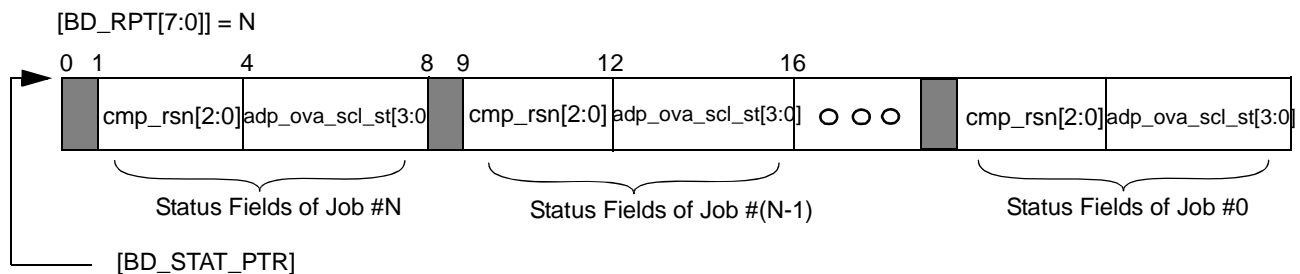 [BD_RPT[7:0]] = N
0 1 4 8 9 12 16
cmp_rsn[2:0] adp_ova_scl_st[3:0 cmp_rsn[2:0] adp_ova_scl_st[3:0] cmp_rsn[2:0] adp_ova_scl_st[3:0]
Status Fields of Job #N Status Fields of Job #(N-1) Status Fields of Job #0
[BD_STAT_PTR]